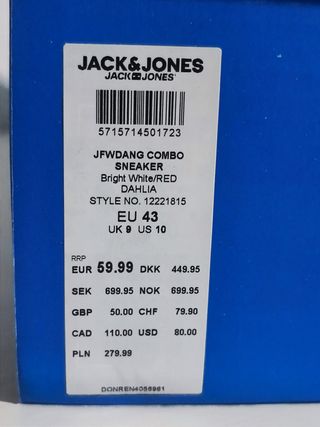 JACK&JONES
JACK JONES
5715714501723
JFWDANG COMBO
SNEAKER
Bright White/RED
DAHLIA
STYLE NO. 12221815
EU 43
UK 9 US 10
RRP
EUR 59.99 DKK 449.95
SEK 699.95 NOK 699.95
GBP 50.00 CHF 79.90
CAD 110.00 USD 80.00
PLN 279.99
DONREN4056961